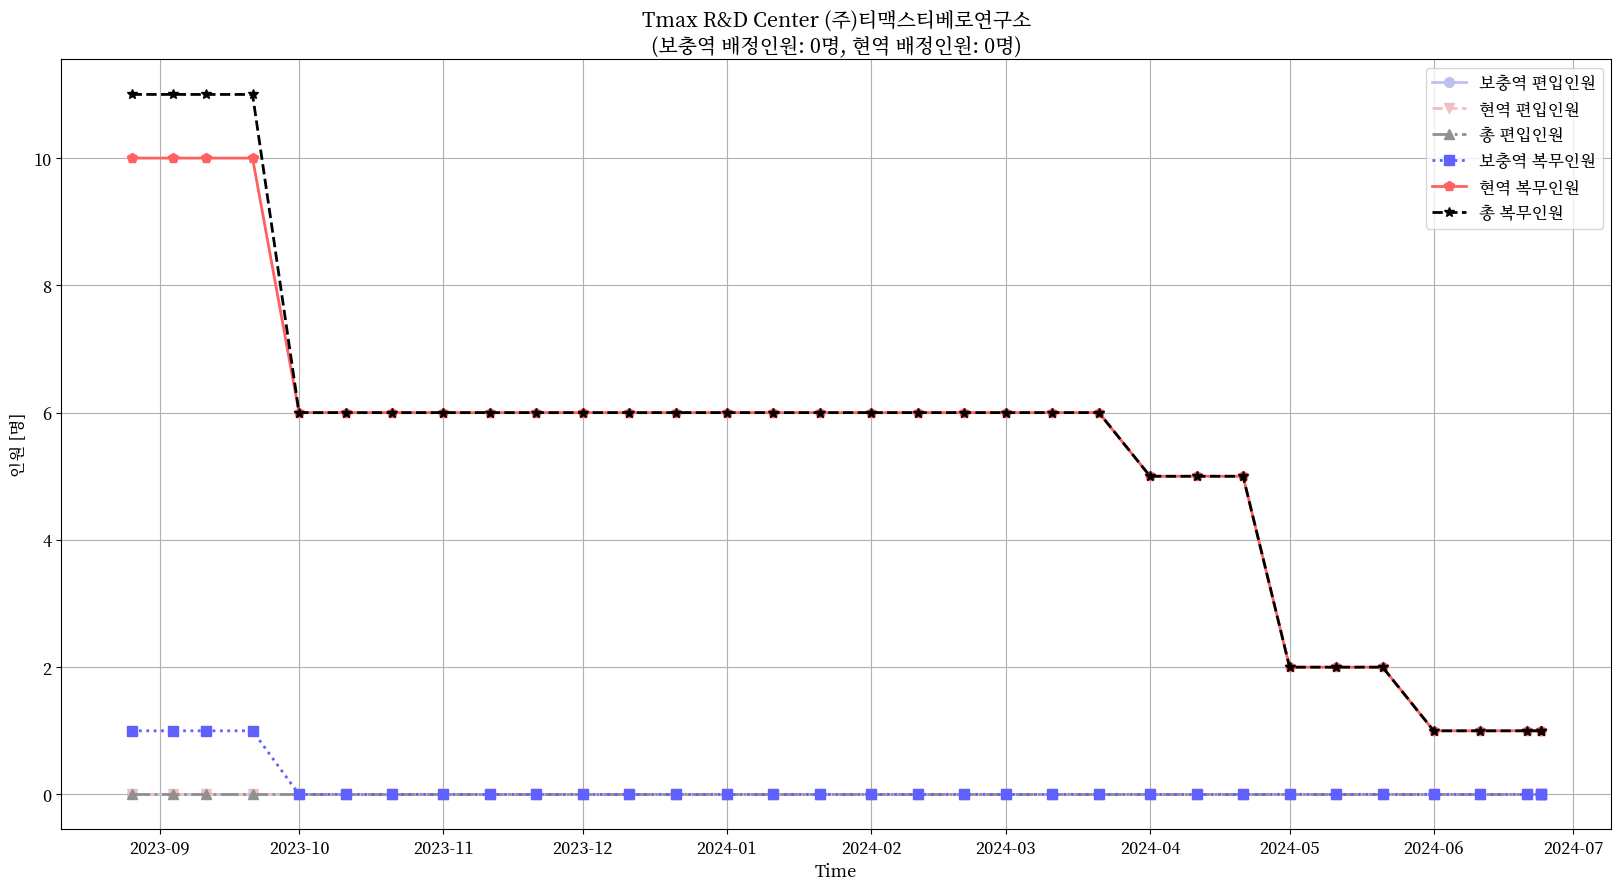 Tmax R&D Center (주)티맥스티베로연구소
(보충역 배정인원: 0명, 현역 배정인원: 0명)
보충역 편입인원
현역 편입인원
총 편입인원
보충역 복무인원
현역 복무인원
총 복무인원
인원 [명]
10
8
6
4
2
0
2023-09
2023-10
2023-11
2023-12
2024-01
2024-02
2024-03
2024-04
2024-05
2024-06
2024-07
Time